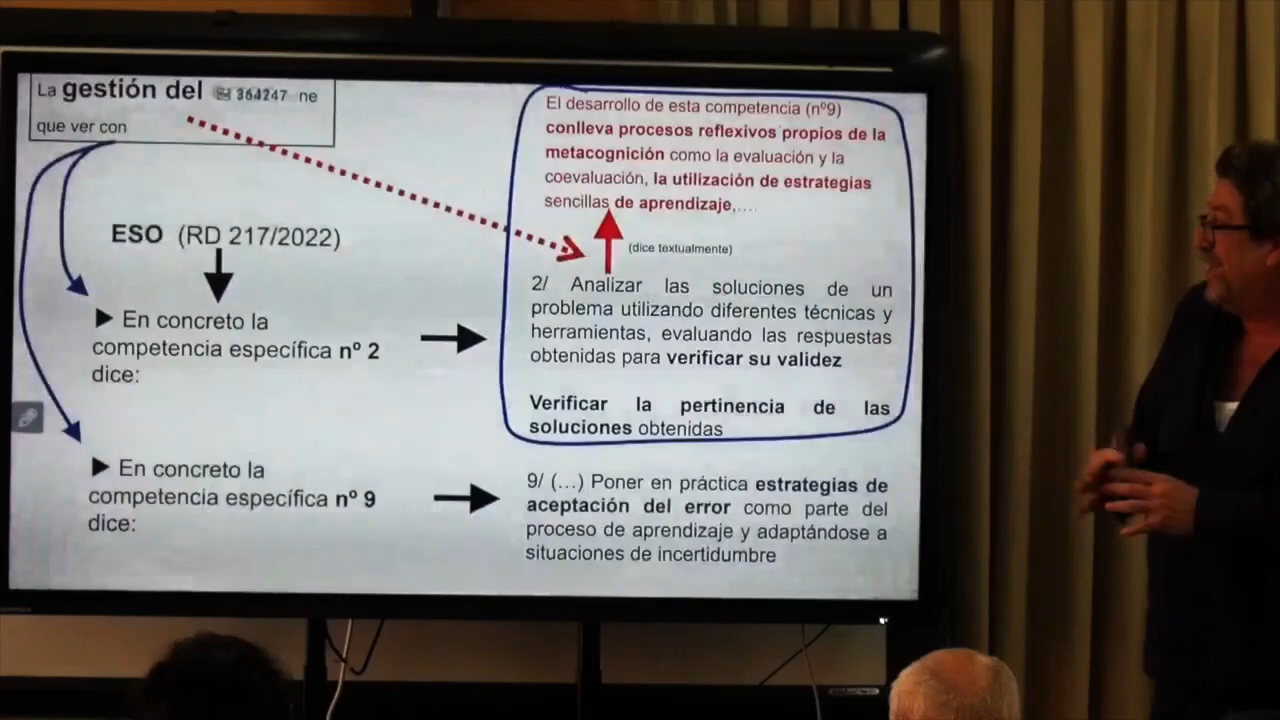 La gestión del 364247 ne
que ver con
ESO (RD 217/2022)
► En concreto la
competencia específica nº 2
dice:
► En concreto la
competencia específica nº 9
dice:
El desarrollo de esta competencia (nº9)
conlleva procesos reflexivos propios de la
metacognición como la evaluación y la
coevaluación, la utilización de estrategias
sencillas de aprendizaje,....
(dice textualmente)
2/ Analizar las soluciones de un
problema utilizando diferentes técnicas y
herramientas, evaluando las respuestas
obtenidas para verificar su validez
Verificar la pertinencia de las
soluciones obtenidas
9/ (…) Poner en práctica estrategias de
aceptación del error como parte del
proceso de aprendizaje y adaptándose a
situaciones de incertidumbre